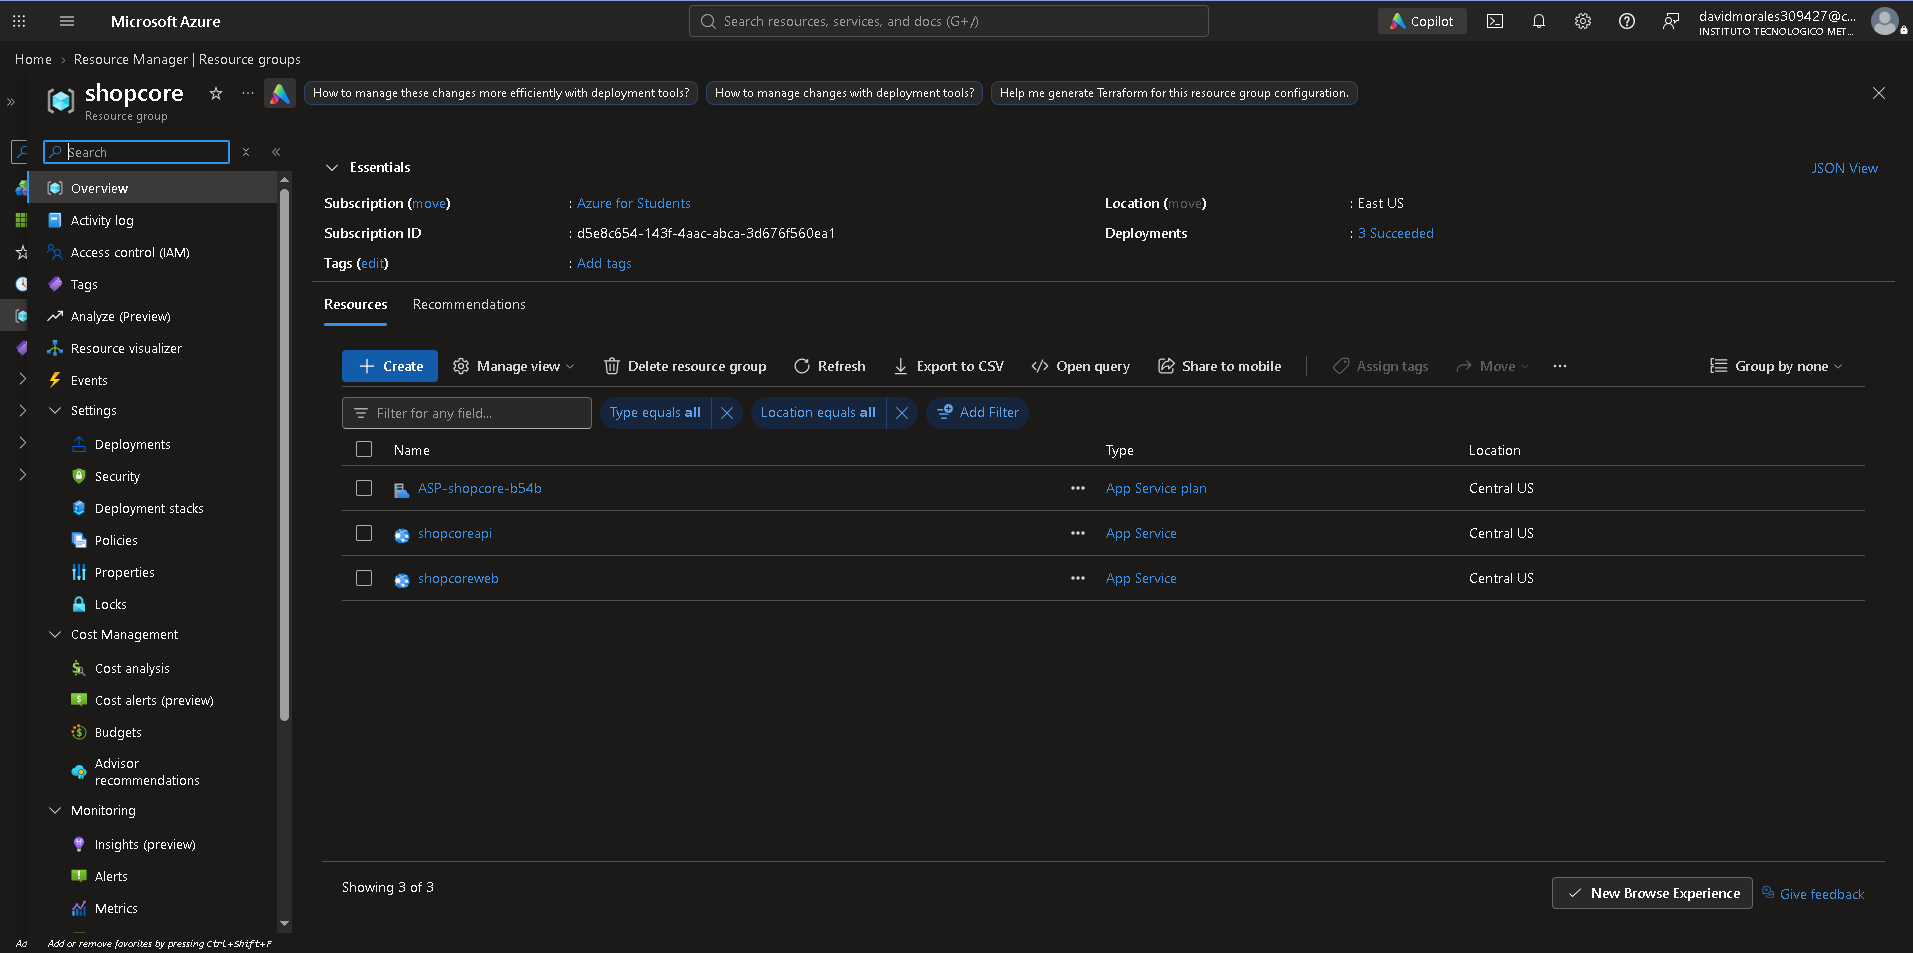 Microsoft Azure
Search resources, services, and docs (G+/)
Copilot
davidmorales309427@c...
INSTITUTO TECNOLOGICO MET...
Home › Resource Manager | Resource groups
shopcore
Resource group
How to manage these changes more efficiently with deployment tools?
How to manage changes with deployment tools?
Help me generate Terraform for this resource group configuration.
Search
Overview
Activity log
Access control (IAM)
Tags
Analyze (Preview)
Resource visualizer
Events
Settings
Deployments
Security
Deployment stacks
Policies
Properties
Locks
Cost Management
Cost analysis
Cost alerts (preview)
Budgets
Advisor
recommendations
Monitoring
Insights (preview)
Alerts
Metrics
Ad
Add or remove favorites by pressing Ctrl+Shift+F
Essentials
JSON View
Subscription (move) : Azure for Students
Location (move) : East US
Subscription ID : d5e8c654-143f-4aac-abca-3d676f560ea1
Deployments : 3 Succeeded
Tags (edit) : Add tags
Resources Recommendations
Create Manage view Delete resource group Refresh Export to CSV Open query Share to mobile Assign tags Move ... Group by none
Filter for any field... Type equals all Location equals all Add Filter
Name Type Location
ASP-shopcore-b54b ... App Service plan Central US
shopcoreapi ... App Service Central US
shopcoreweb ... App Service Central US
Showing 3 of 3
New Browse Experience
Give feedback